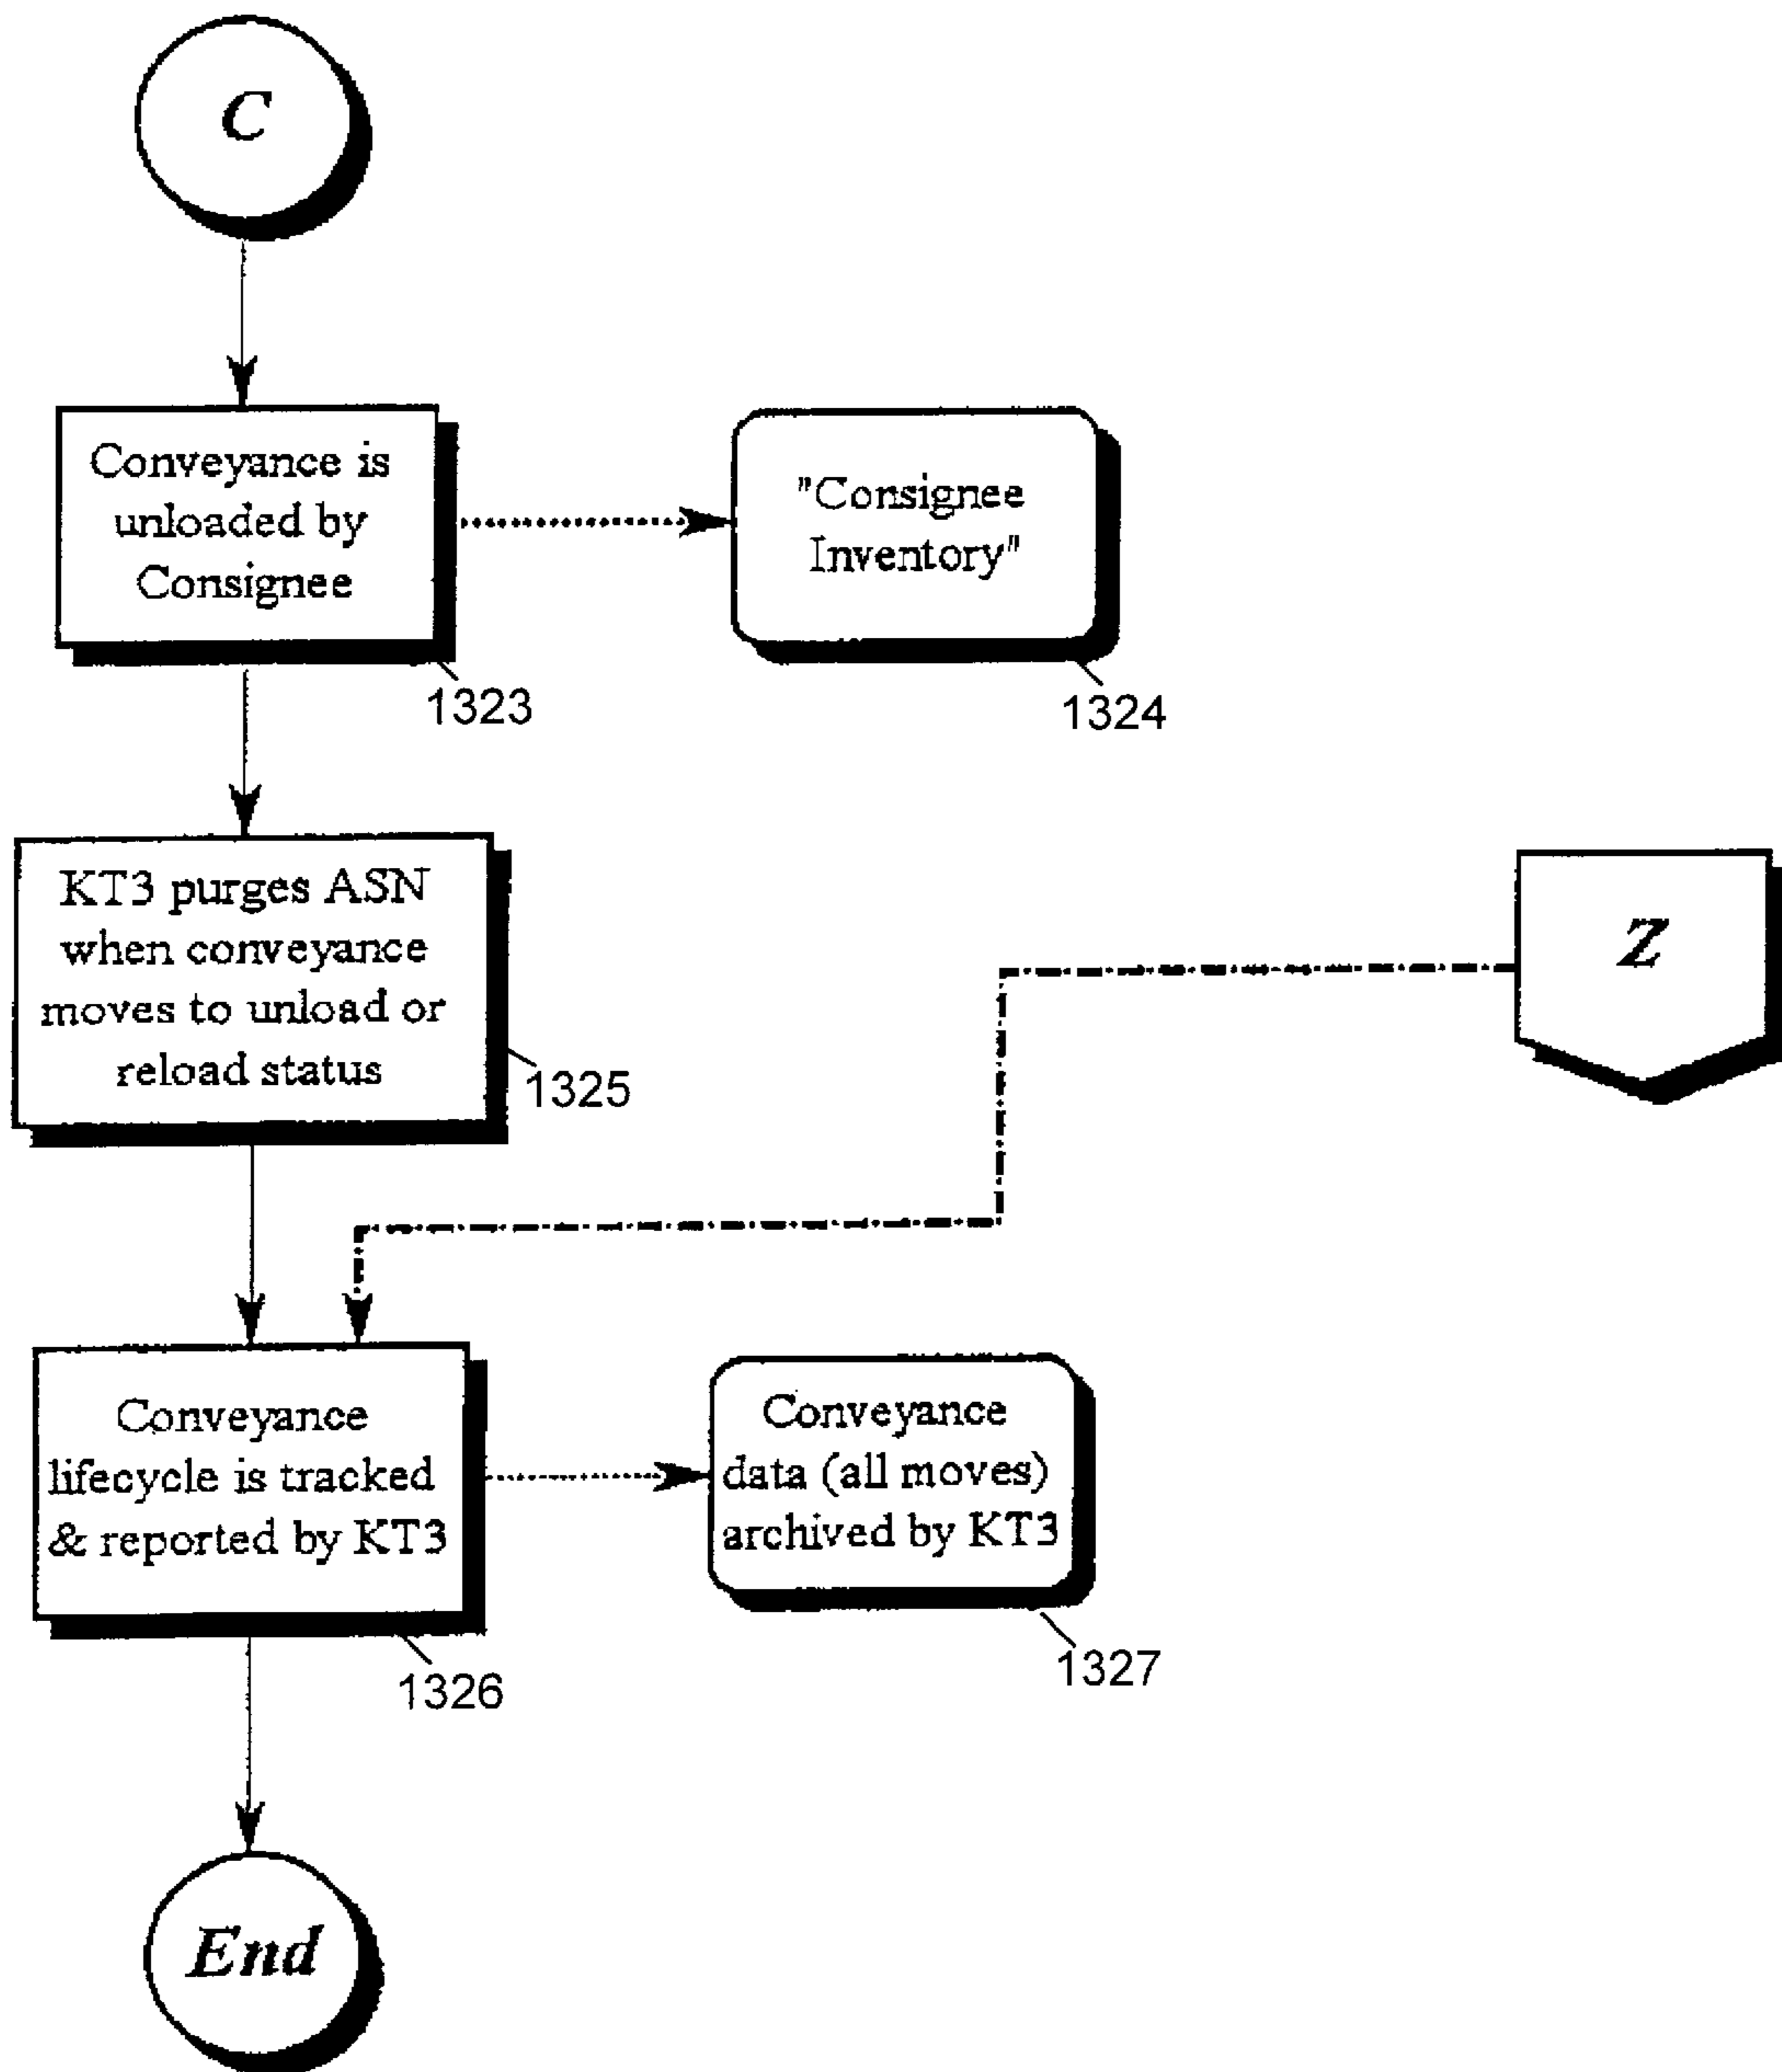 C
Conveyance is
unloaded by
Consignee
1323
"Consignee
Inventory"
1324
KT3 purges ASN
when conveyance
moves to unload or
reload status
1325
Z
Conveyance
lifecycle is tracked
& reported by KT3
1326
Conveyance
data (all moves)
archived by KT3
1327
End